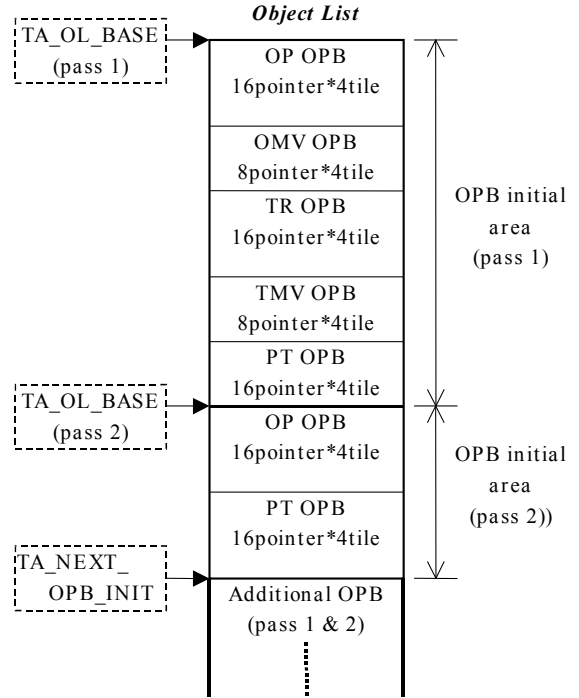 Object List
TA_OL_BASE
(pass 1)
OP OPB
16pointer*4tile
OMV OPB
8pointer*4tile
TR OPB
16pointer*4tile
TMV OPB
8pointer*4tile
PT OPB
16pointer*4tile
OPB initial
area
(pass 1)
TA_OL_BASE
(pass 2)
OP OPB
16pointer*4tile
PT OPB
16pointer*4tile
OPB initial
area
(pass 2))
TA_NEXT_
OPB_INIT
Additional OPB
(pass 1 & 2)